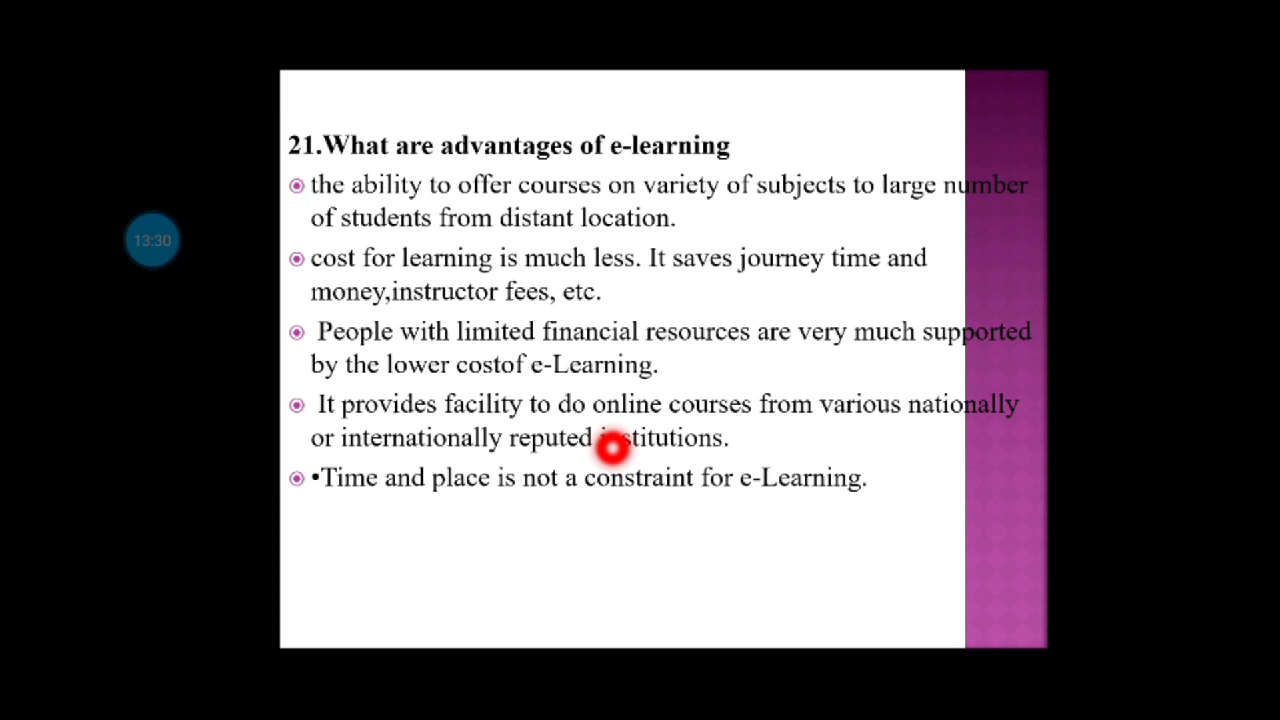 13:30
21.What are advantages of e-learning
the ability to offer courses on variety of subjects to large number
of students from distant location.
cost for learning is much less. It saves journey time and
money,instructor fees, etc.
People with limited financial resources are very much supported
by the lower costof e-Learning.
It provides facility to do online courses from various nationally
or internationally reputed institutions.
•Time and place is not a constraint for e-Learning.